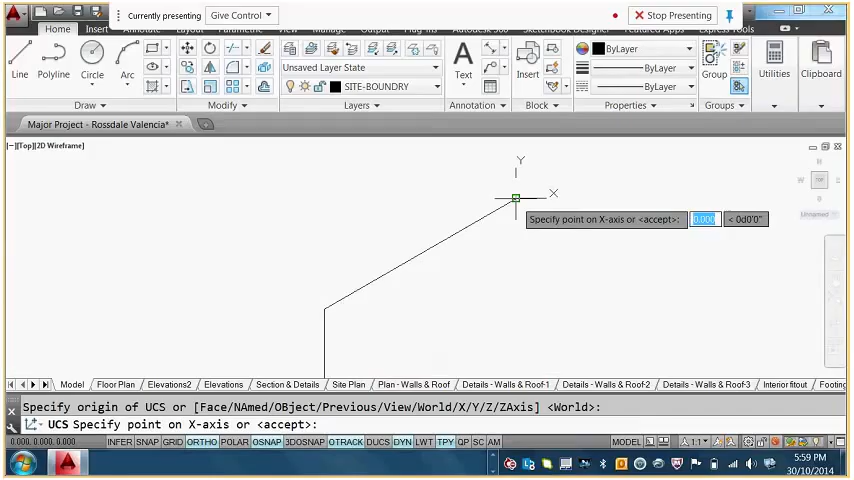 Currently presenting
Give Control
Stop Presenting
Home
Insert
Express Tools
Line
Polyline
Circle
Arc
Draw
Modify
Unsaved Layer State
SITE-BOUNDRY
Layers
Text
Annotation
Insert
Block
ByLayer
ByLayer
ByLayer
Properties
Group
Groups
Utilities
Clipboard
Major Project - Rossdale Valencia*
[−][Top][2D Wireframe]
N
W
TOP
Unnamed
Y
X
Specify point on X-axis or <accept>:
0.000
< 0d0'0"
Model
Floor Plan
Elevations2
Elevations
Section & Details
Site Plan
Plan - Walls & Roof
Details - Walls & Roof-1
Details - Walls & Roof-2
Details - Walls & Roof-3
Interior fitout
Footing
Specify origin of UCS or [Face/NAmed/OBject/Previous/View/World/X/Y/Z/ZAxis] <World>:
UCS Specify point on X-axis or <accept>:
0.000, 0.000, 0.000
INFER SNAP GRID ORTHO POLAR OSNAP 3DOSNAP OTRACK DUCS DYN LWT TPY QP SC AM
MODEL
1:1
5:59 PM
30/10/2014